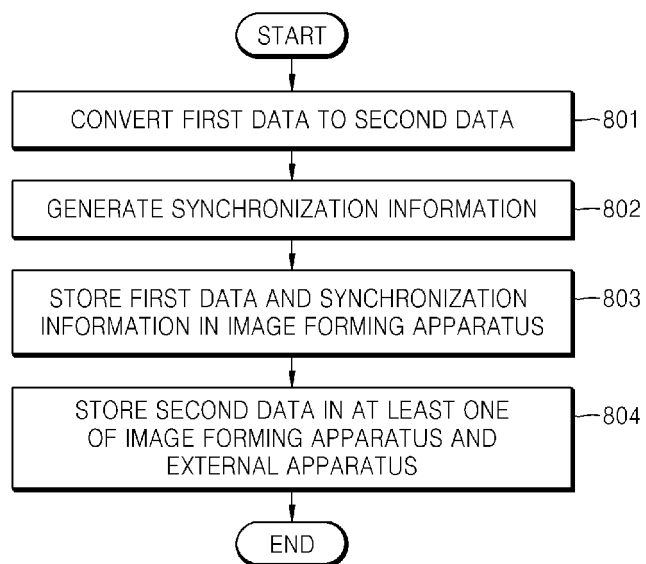 START
CONVERT FIRST DATA TO SECOND DATA
801
GENERATE SYNCHRONIZATION INFORMATION
802
STORE FIRST DATA AND SYNCHRONIZATION
INFORMATION IN IMAGE FORMING APPARATUS
803
STORE SECOND DATA IN AT LEAST ONE
OF IMAGE FORMING APPARATUS AND
EXTERNAL APPARATUS
804
END